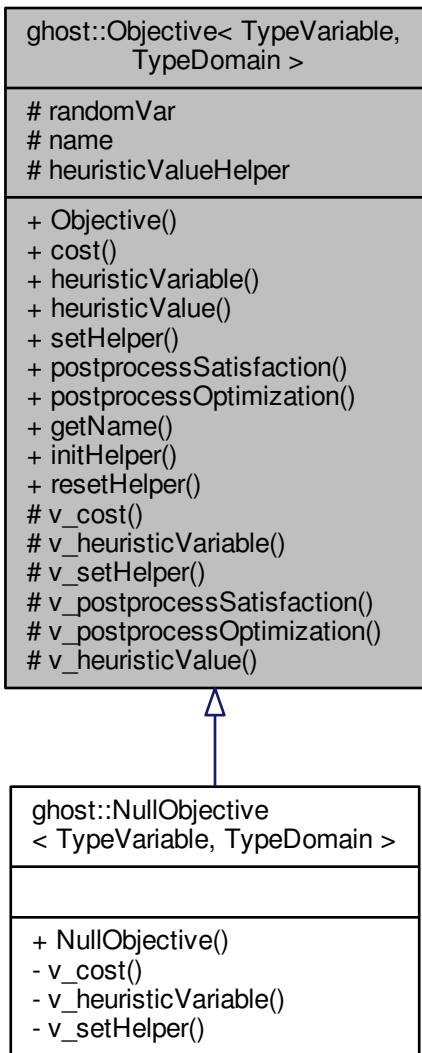 ghost::Objective< TypeVariable,
TypeDomain >
# randomVar
# name
# heuristicValueHelper
+ Objective()
+ cost()
+ heuristicVariable()
+ heuristicValue()
+ setHelper()
+ postprocessSatisfaction()
+ postprocessOptimization()
+ getName()
+ initHelper()
+ resetHelper()
# v_cost()
# v_heuristicVariable()
# v_setHelper()
# v_postprocessSatisfaction()
# v_postprocessOptimization()
# v_heuristicValue()
ghost::NullObjective
< TypeVariable, TypeDomain >
+ NullObjective()
- v_cost()
- v_heuristicVariable()
- v_setHelper()